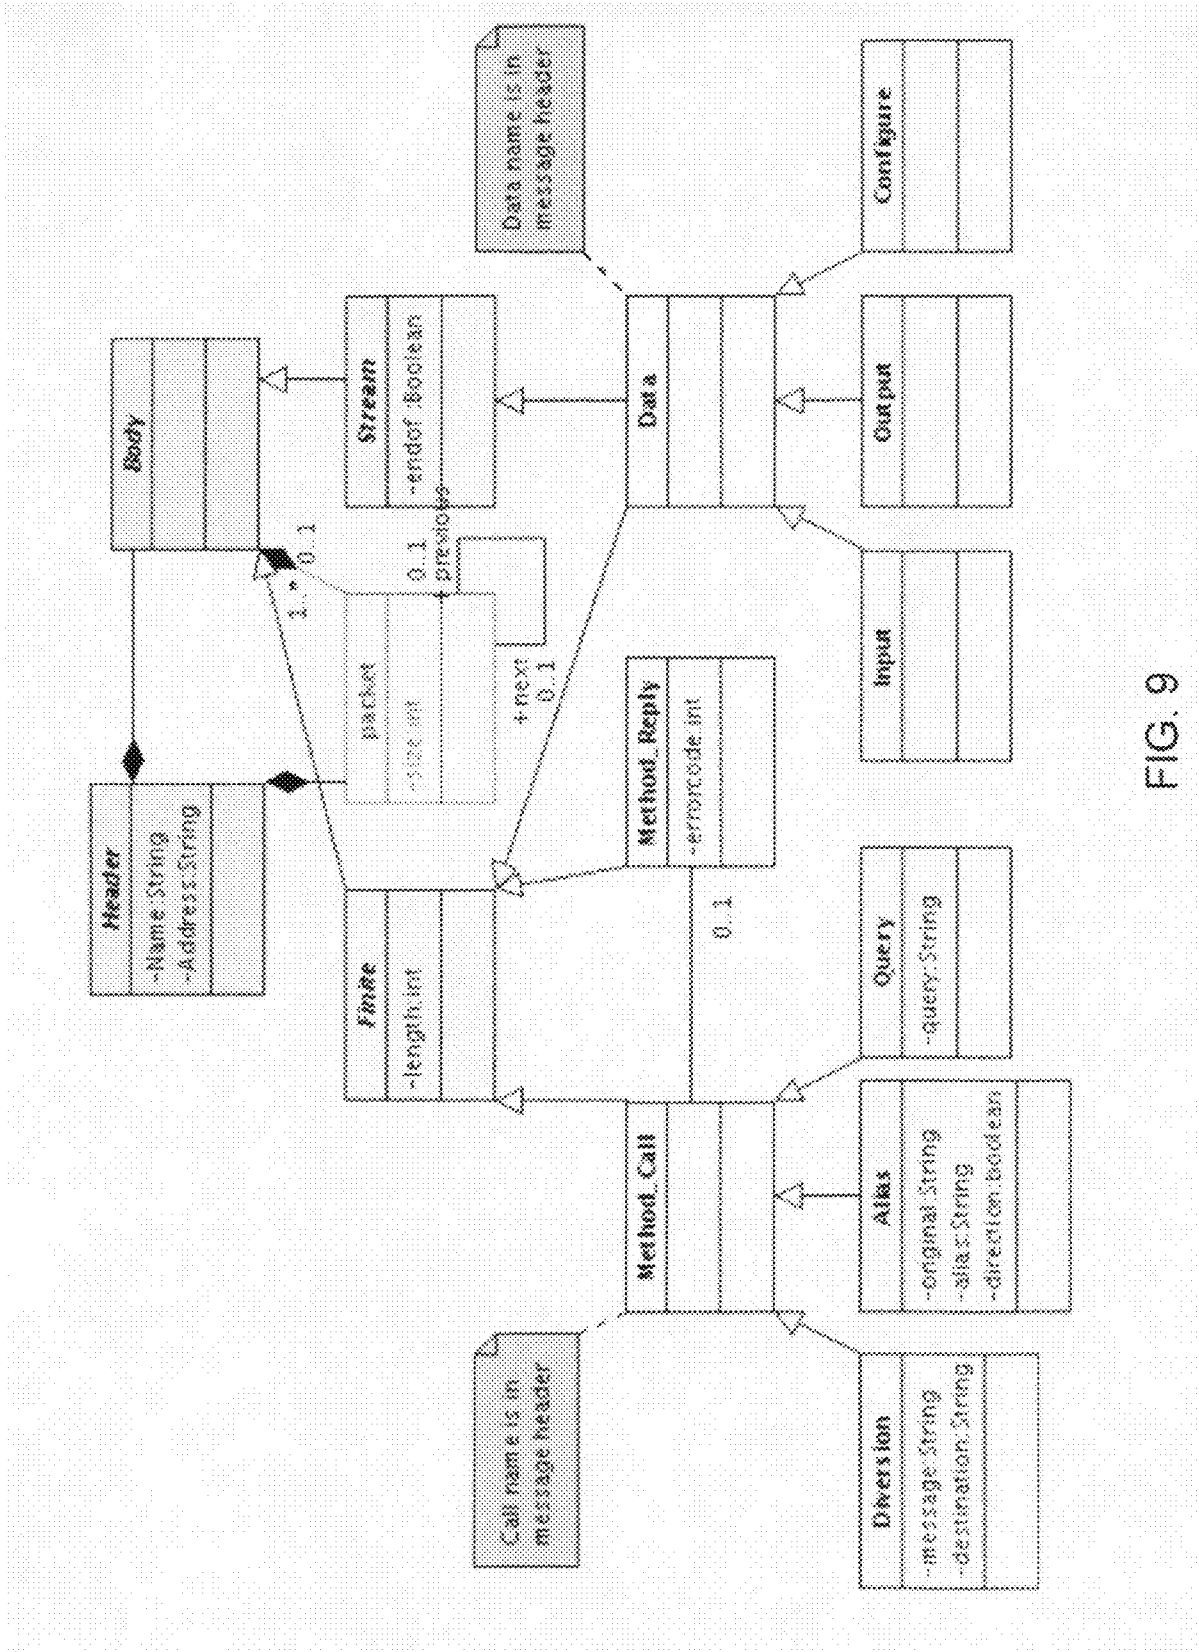 Header
-Name String
-Address:String
Body
Finite
-length:int
packet
-size:int
Stream
-endof :Boolean
1..*
0..1
0..1
+previous
+next
0..1
Call name is in
message header
Data name is in
message header
Method_Call
0..1
Method_Reply
-errorcode:int
Data
Diversion
-message:String
-destination:String
Alias
-original:String
-alias:String
-direction:boolean
Query
-query:String
Input
Output
Configure
FIG. 9